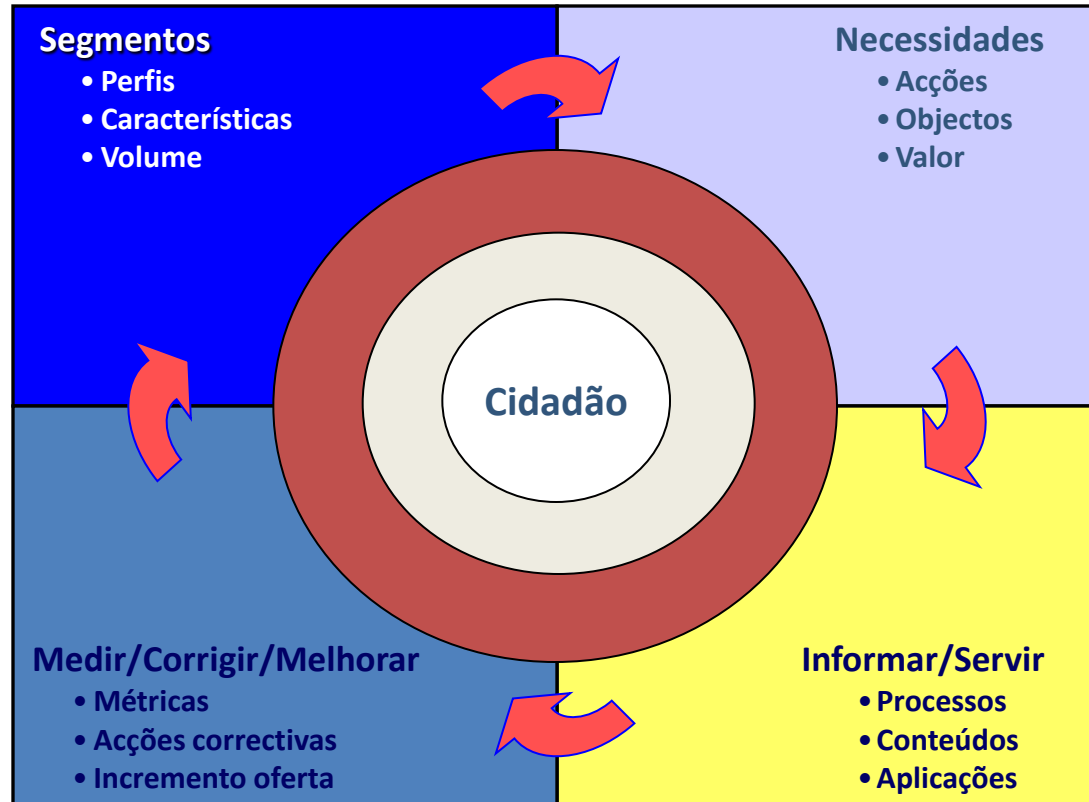 Segmentos
• Perfis
• Características
• Volume
Necessidades
• Acções
• Objectos
• Valor
Cidadão
Medir/Corrigir/Melhorar
• Métricas
• Acções correctivas
• Incremento oferta
Informar/Servir
• Processos
• Conteúdos
• Aplicações